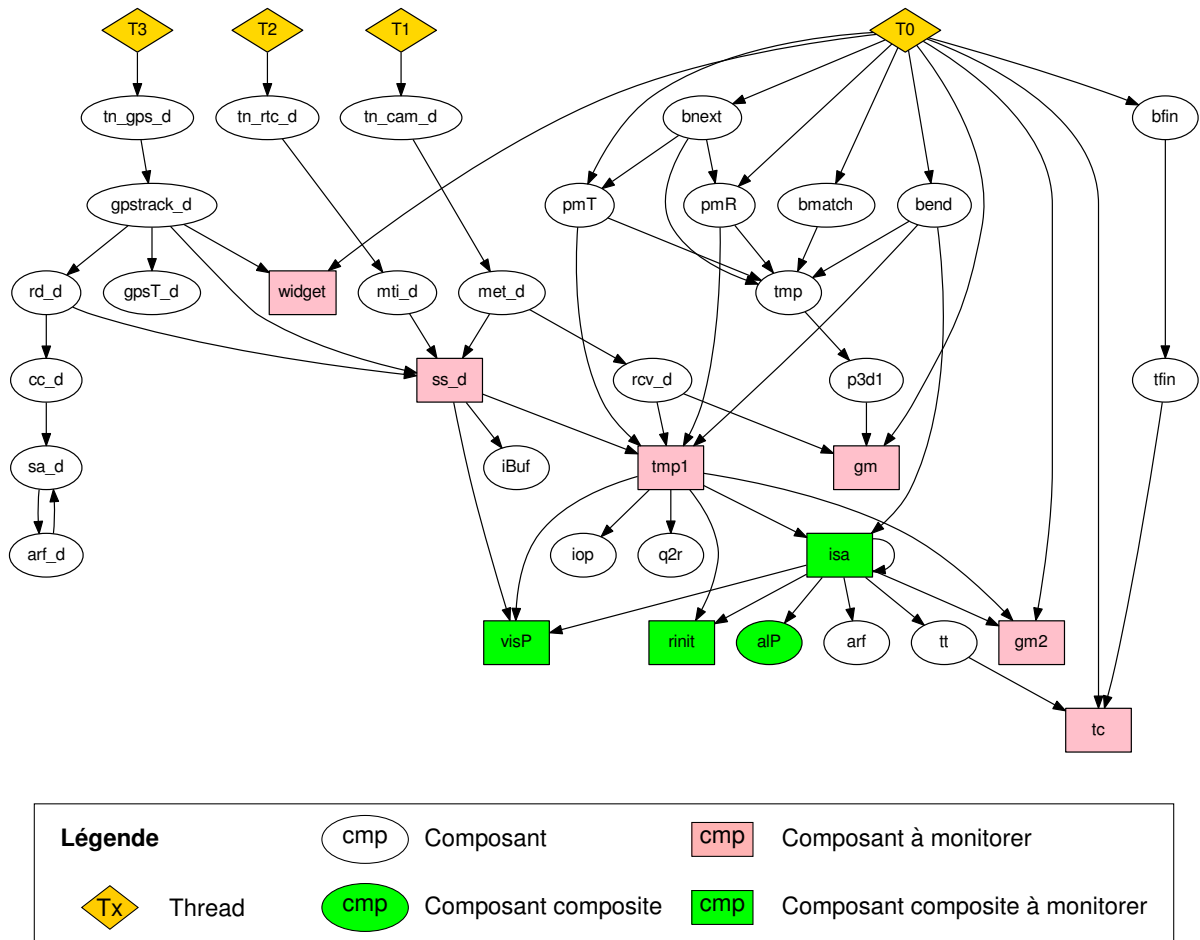 T3 T2 T1 T0
tn_gps_d tn_rtc_d tn_cam_d bnext bfin
gpstrack_d pmT pmR bmatch bend
rd_d gpsT_d widget mti_d met_d tmp
cc_d ss_d rcv_d p3d1 tfin
sa_d iBuf tmp1 gm
arf_d iop q2r isa
visP rinit alP arf tt gm2
tc
Légende cmp Composant cmp Composant à monitorer
Tx Thread cmp Composant composite cmp Composant composite à monitorer